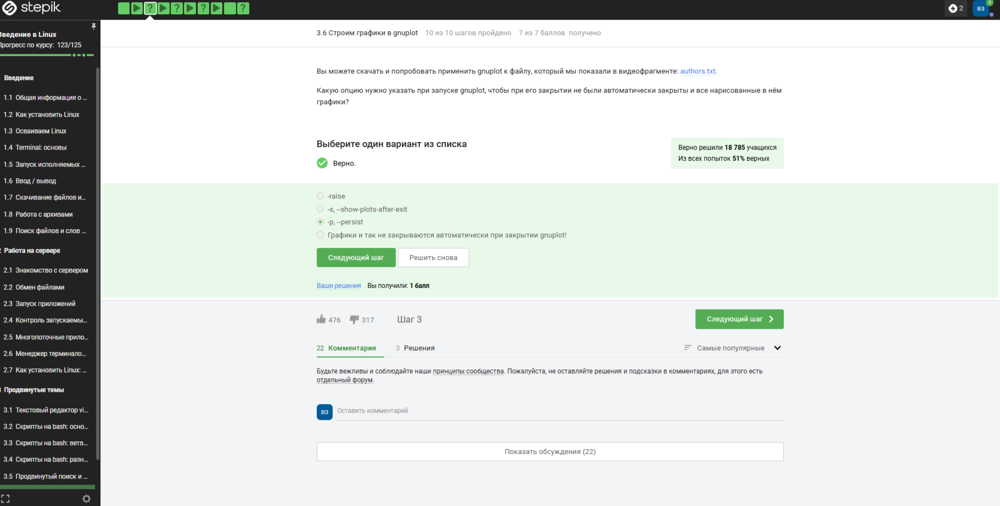 stepik
2
ВЗ
1
Введение в Linux
Прогресс по курсу: 123/125
Введение
1.1 Общая информация о ...
1.2 Как установить Linux
1.3 Осваиваем Linux
1.4 Terminal: основы
1.5 Запуск исполняемых ...
1.6 Ввод / вывод
1.7 Скачивание файлов и...
1.8 Работа с архивами
1.9 Поиск файлов и слов ...
2 Работа на сервере
2.1 Знакомство с сервером
2.2 Обмен файлами
2.3 Запуск приложений
2.4 Контроль запускаемы...
2.5 Многопоточные прило...
2.6 Менеджер терминало...
2.7 Как установить Linux: ...
3 Продвинутые темы
3.1 Текстовый редактор vi...
3.2 Скрипты на bash: осно...
3.3 Скрипты на bash: ветв...
3.4 Скрипты на bash: разн...
3.5 Продвинутый поиск и ...
3.6 Строим графики в gnuplot 10 из 10 шагов пройдено 7 из 7 баллов получено
Вы можете скачать и попробовать применить gnuplot к файлу, который мы показали в видеофрагменте: authors.txt.
Какую опцию нужно указать при запуске gnuplot, чтобы при его закрытии не были автоматически закрыты и все нарисованные в нём
графики?
Выберите один вариант из списка
Верно.
Верно решили 18 785 учащихся
Из всех попыток 51% верных
-raise
-s, --show-plots-after-exit
-p, --persist
Графики и так не закрываются автоматически при закрытии gnuplot!
Следующий шаг
Решить снова
Ваши решения Вы получили: 1 балл
476 317 Шаг 3
Следующий шаг
22 Комментария 3 Решения
Самые популярные
Будьте вежливы и соблюдайте наши принципы сообщества. Пожалуйста, не оставляйте решения и подсказки в комментариях, для этого есть
отдельный форум.
ВЗ
Оставить комментарий
Показать обсуждения (22)